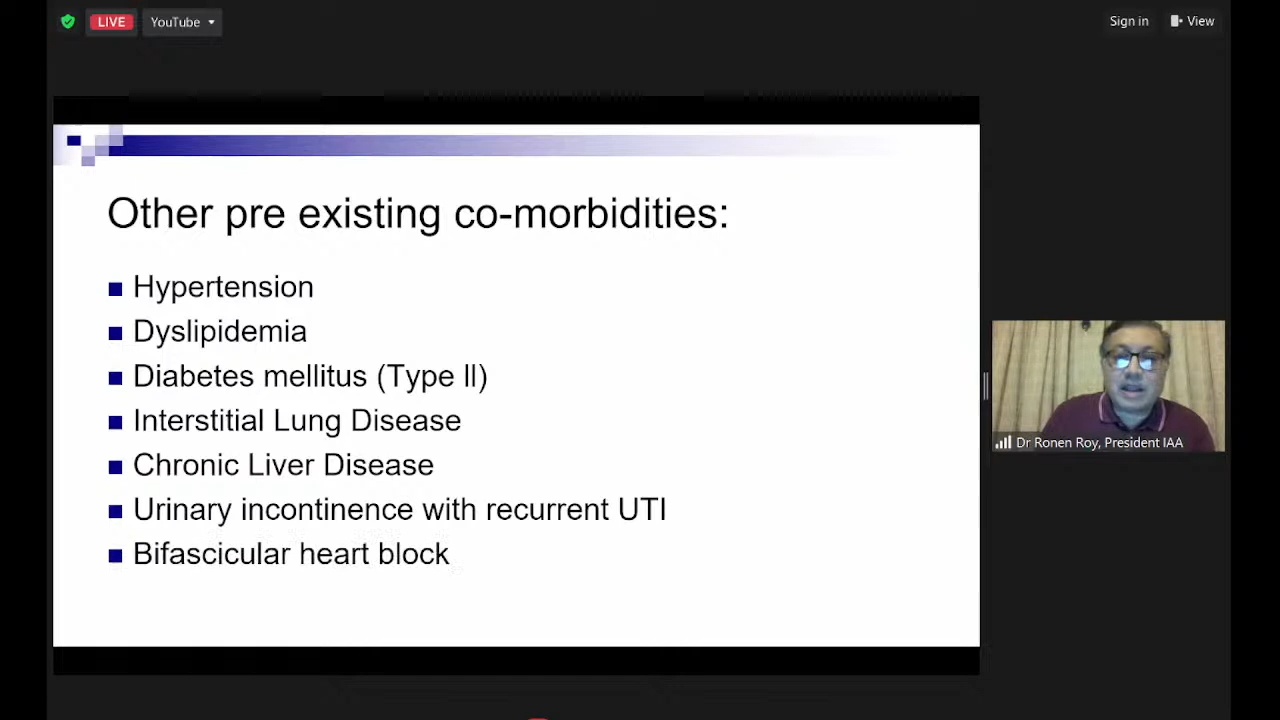 LIVE
YouTube
Sign in
View
Other pre existing co-morbidities:
Hypertension
Dyslipidemia
Diabetes mellitus (Type II)
Interstitial Lung Disease
Chronic Liver Disease
Urinary incontinence with recurrent UTI
Bifascicular heart block
Dr Ronen Roy, President IAA